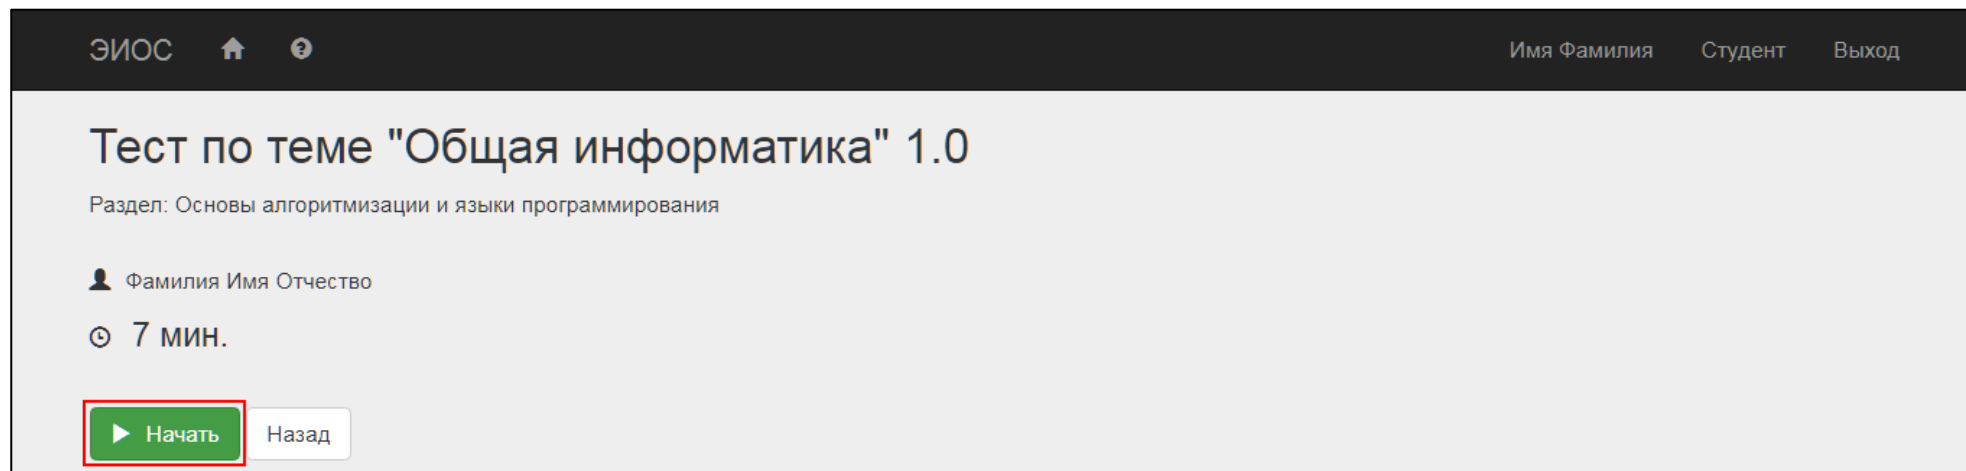 ЭИОС Имя Фамилия Студент Выход
Тест по теме "Общая информатика" 1.0
Раздел: Основы алгоритмизации и языки программирования
Фамилия Имя Отчество
7 мин.
Начать Назад